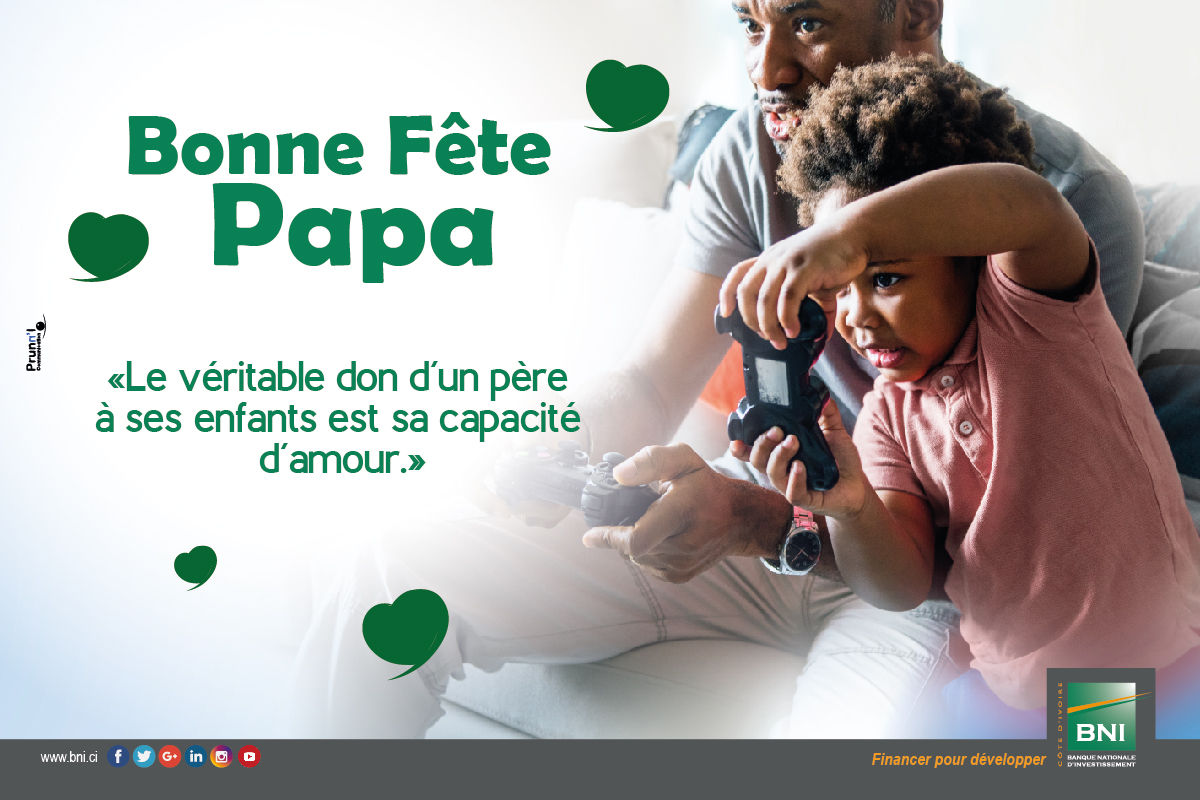 Bonne Fête
Papa
«Le véritable don d´un père
à ses enfants est sa capacité
d´amour.»
Prunn'l
Communication
www.bni.ci
Financer pour développer
CÔTE D'IVOIRE
BNI
BANQUE NATIONALE
D'INVESTISSEMENT